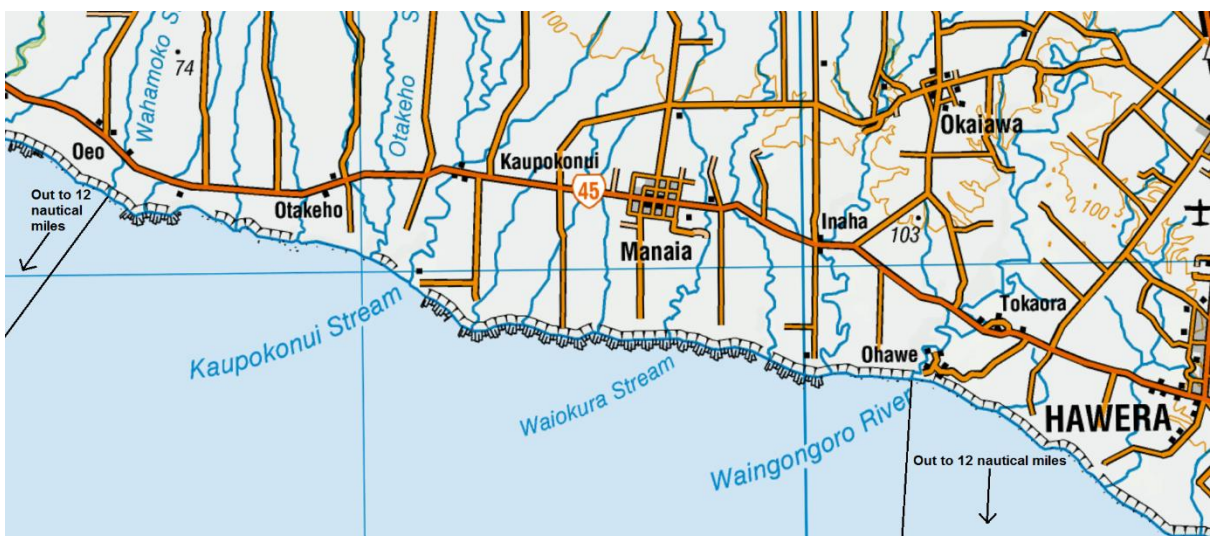 100
74
Wahamoko S
Otakeho
Okaiawa
Oeo
Kaupokonui
45
100
Out to 12
nautical
miles
Otakeho
Inaha
103
Manaia
Tokaora
Kaupokonui Stream
Ohawe
Waiokura Stream
HAWERA
Waingongoro River
Out to 12 nautical miles